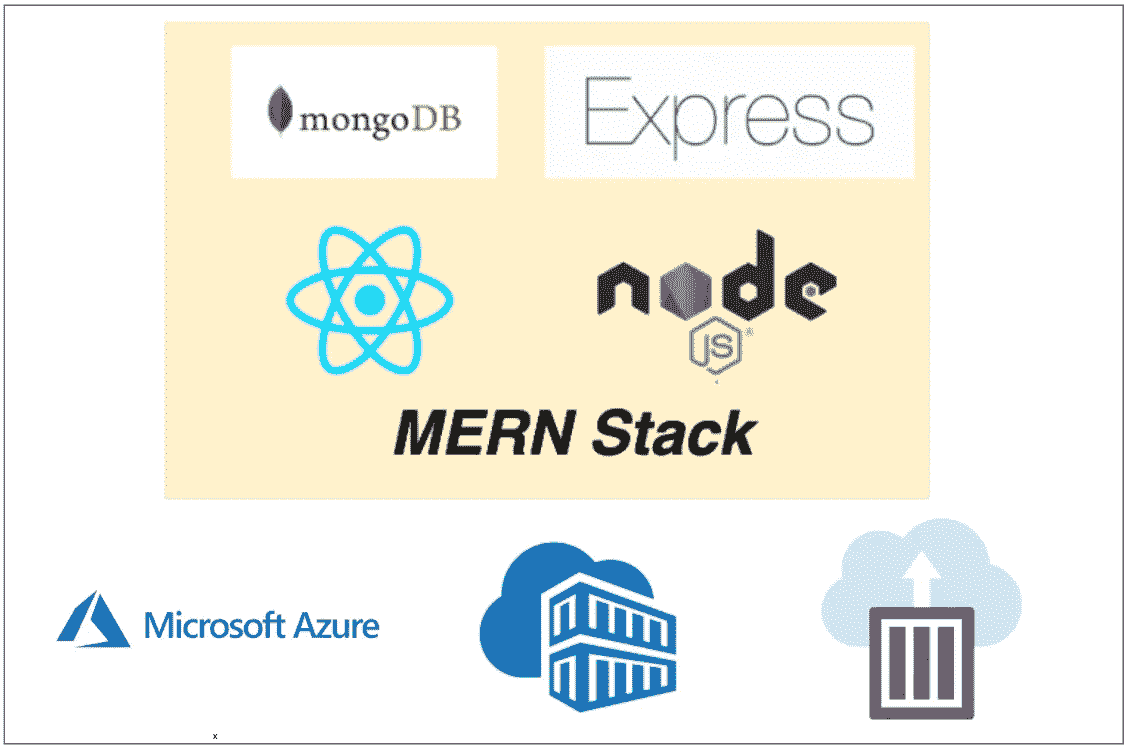 mongoDB
Express
node
JS
®
MERN Stack
Microsoft Azure
x